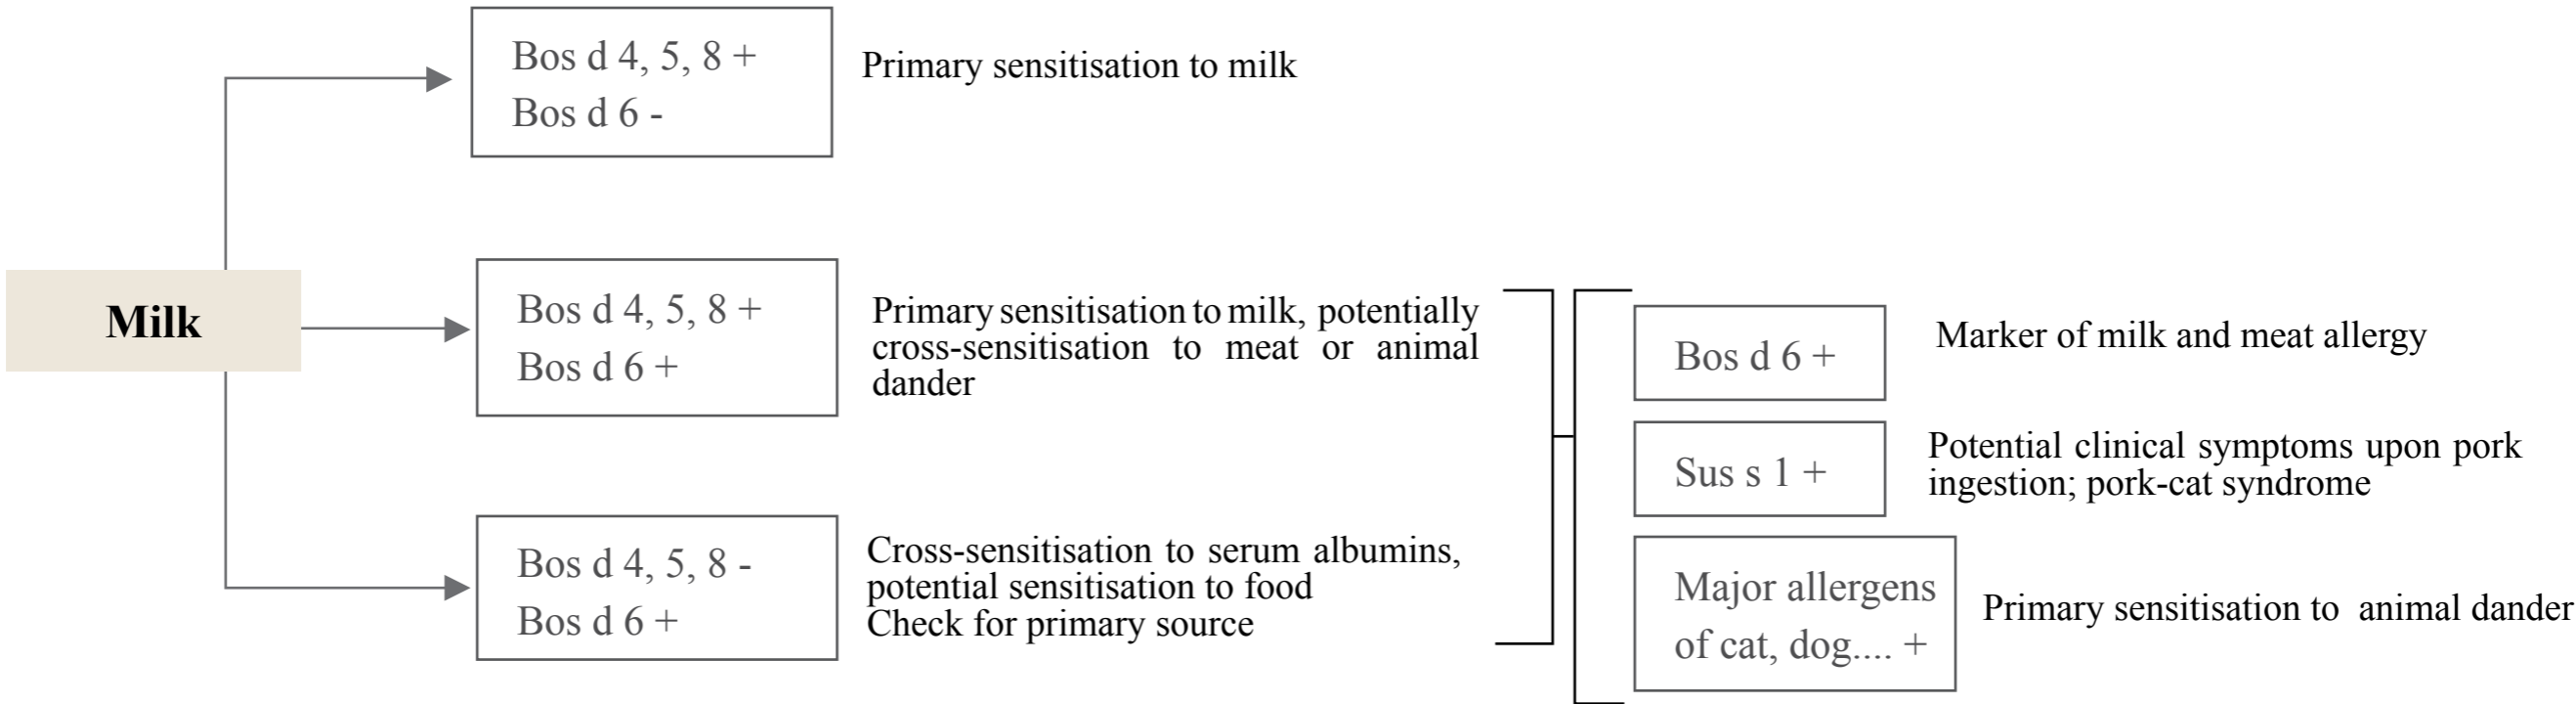 Milk
Bos d 4, 5, 8 +
Bos d 6 -
Primary sensitisation to milk
Bos d 4, 5, 8 +
Bos d 6 +
Primary sensitisation to milk, potentially
cross-sensitisation to meat or animal
dander
Bos d 4, 5, 8 -
Bos d 6 +
Cross-sensitisation to serum albumins,
potential sensitisation to food
Check for primary source
Bos d 6 +
Marker of milk and meat allergy
Sus s 1 +
Potential clinical symptoms upon pork
ingestion; pork-cat syndrome
Major allergens
of cat, dog.... +
Primary sensitisation to animal dander